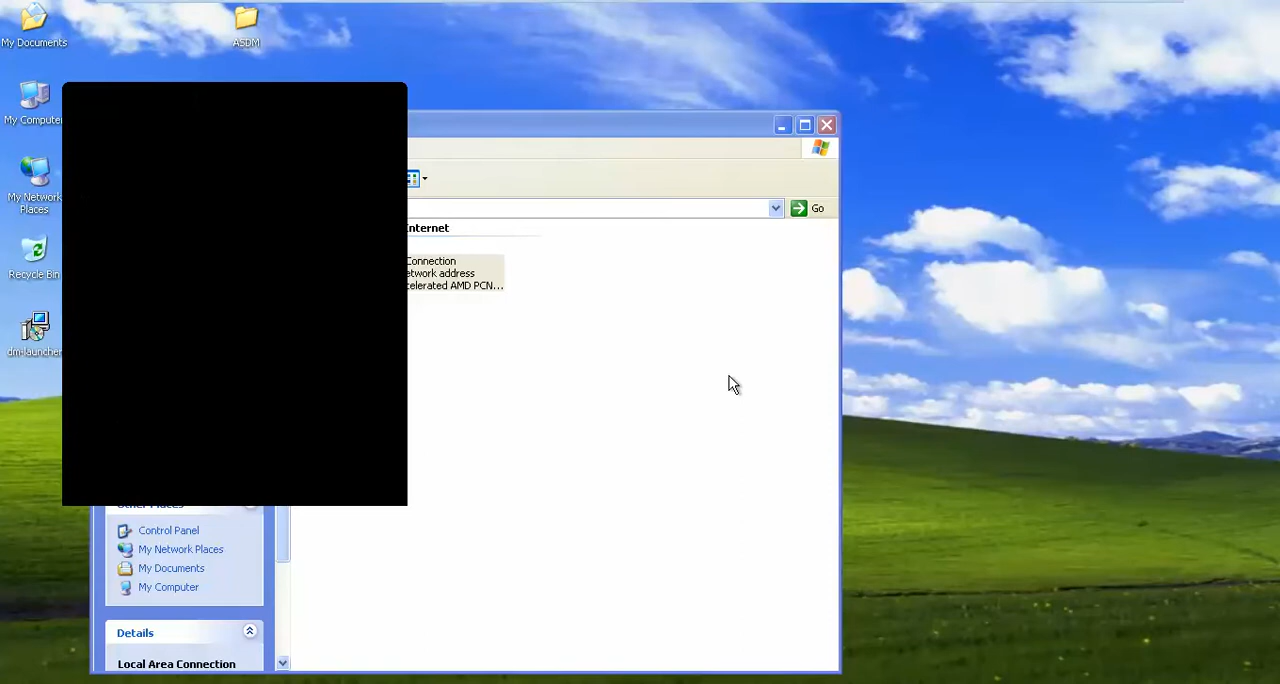 My Documents
ASDM
My Computer
My Network
Places
Recycle Bin
Go
Connection
etwork address
celerated AMD PCN...
Control Panel
My Network Places
My Documents
My Computer
Details
Local Area Connection